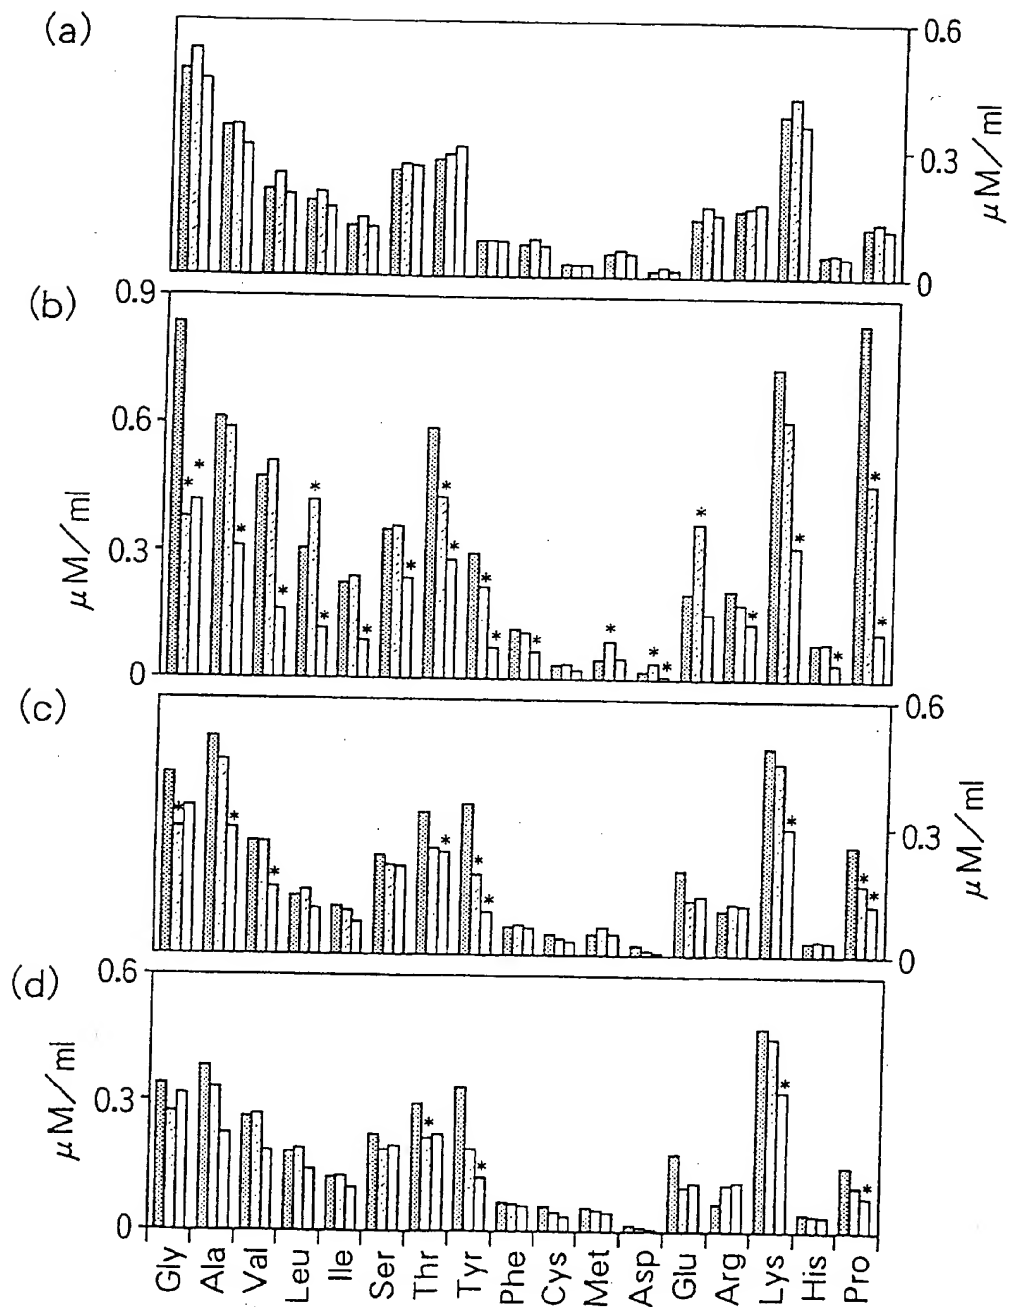 (a)
0.6
0.3
0
μM/ml
(b)
0.9
0.6
0.3
0
μM/ml
* * * * * * * * * * * * * * * * * * * * * *
(c)
0.6
0.3
0
μM/ml
* * * * * * * * *
(d)
0.6
0.3
0
μM/ml
* * * *
Gly Ala Val Leu Ile Ser Thr Tyr Phe Cys Met Asp Glu Arg Lys His Pro